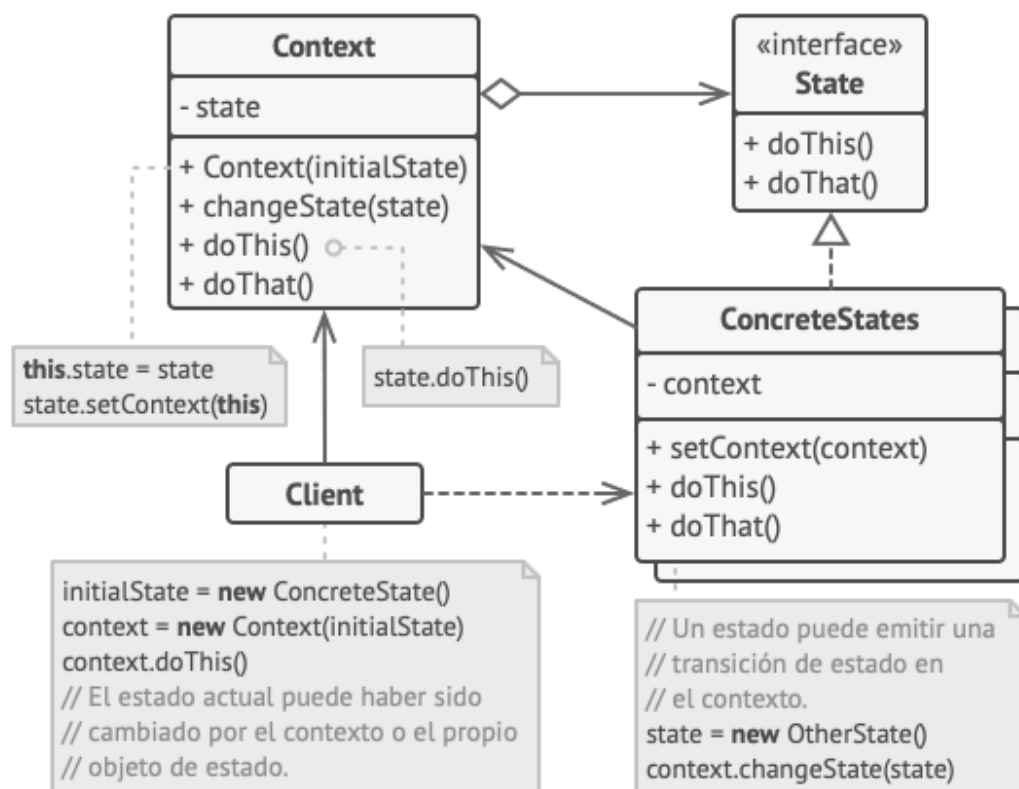 Context
- state
+ Context(initialState)
+ changeState(state)
+ doThis()
+ doThat()
«interface»
State
+ doThis()
+ doThat()
this.state = state
state.setContext(this)
state.doThis()
ConcreteStates
- context
+ setContext(context)
+ doThis()
+ doThat()
Client
initialState = new ConcreteState()
context = new Context(initialState)
context.doThis()
// El estado actual puede haber sido
// cambiado por el contexto o el propio
// objeto de estado.
// Un estado puede emitir una
// transición de estado en
// el contexto.
state = new OtherState()
context.changeState(state)